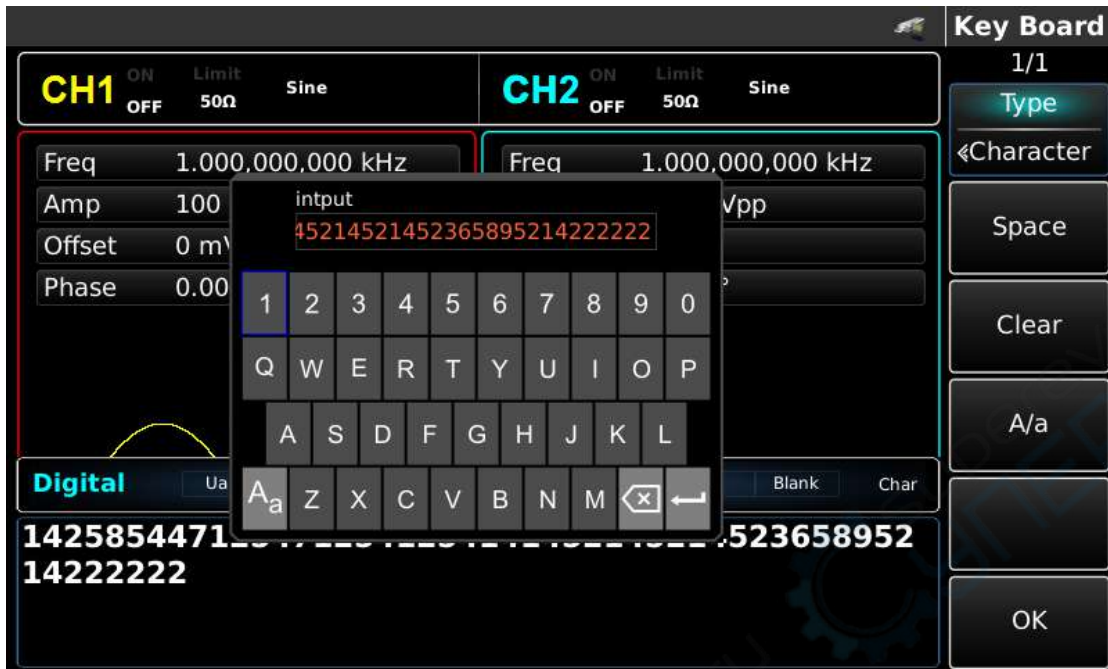 Key Board
1/1
CH1 ON OFF Limit 50Ω Sine
CH2 ON OFF Limit 50Ω Sine
Type
«Character
Freq 1.000,000,000 kHz
Freq 1.000,000,000 kHz
Amp 100
Vpp
Offset 0 m
Phase 0.00
°
intput
45214521452365895214222222
1 2 3 4 5 6 7 8 9 0
Q W E R T Y U I O P
A S D F G H J K L
Aa Z X C V B N M
Space
Clear
A/a
OK
Digital Ua Blank Char
14258544712 523658952
14222222